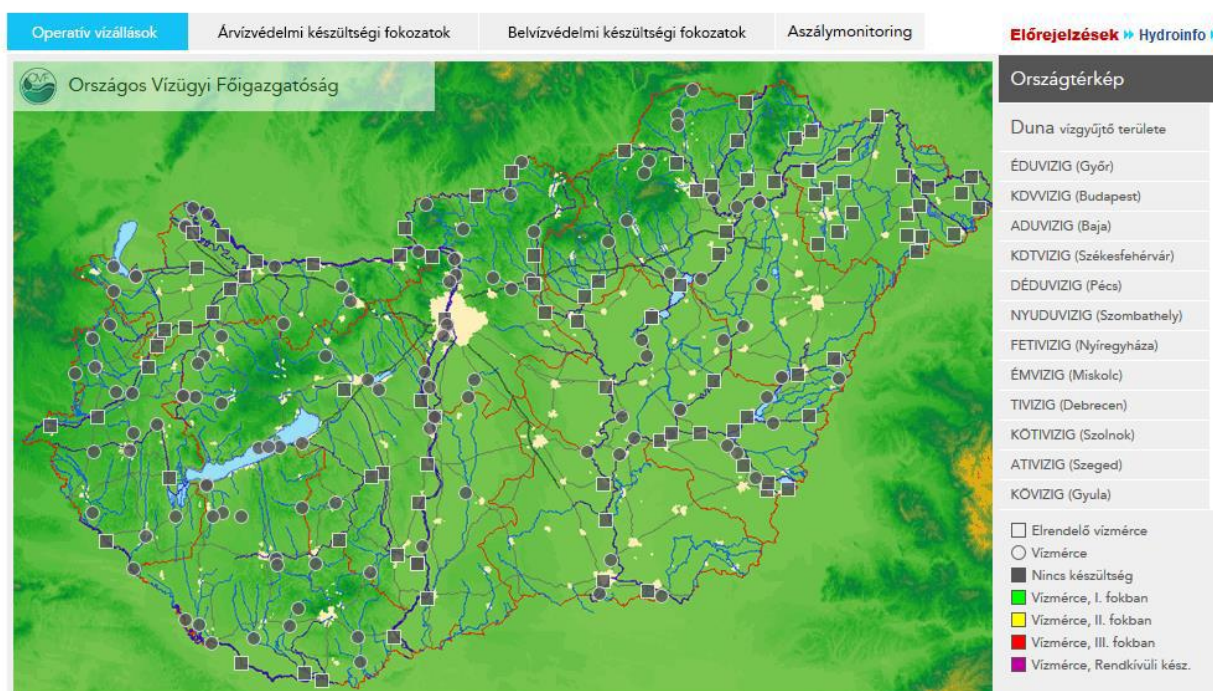 Operatív vízállások
Árvízvédelmi készültségi fokozatok
Belvízvédelmi készültségi fokozatok
Aszálymonitoring
Előrejelzések Hydroinfo
OVF Országos Vízügyi Főigazgatóság
Országtérkép
Duna vízgyűjtő területe
ÉDUVIZIG (Győr)
KDVVIZIG (Budapest)
ADUVIZIG (Baja)
KDTVIZIG (Székesfehérvár)
DÉDUVIZIG (Pécs)
NYUDUVIZIG (Szombathely)
FETIVIZIG (Nyíregyháza)
ÉMVIZIG (Miskolc)
TIVIZIG (Debrecen)
KÖTIVIZIG (Szolnok)
ATIVIZIG (Szeged)
KÖVIZIG (Gyula)
Elrendelő vízmérce
Vízmérce
Nincs készültség
Vízmérce, I. fokban
Vízmérce, II. fokban
Vízmérce, III. fokban
Vízmérce, Rendkívüli kész.